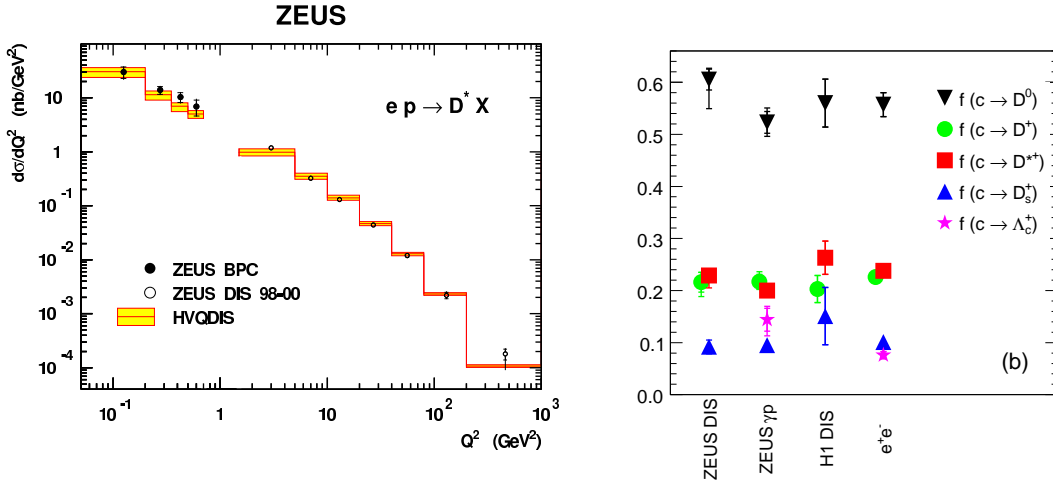 ZEUS
dσ/dQ² (nb/GeV²)
10
1
10⁻¹
10⁻²
10⁻³
10⁻⁴
e p → D* X
ZEUS BPC
ZEUS DIS 98-00
HVQDIS
10⁻¹ 1 10 10² 10³
Q² (GeV²)
0.6
0.4
0.3
0.2
0.1
0.0
f (c → D⁰)
f (c → D⁺)
f (c → D*⁺)
f (c → Dₛ⁺)
f (c → Λ꜀⁺)
(b)
ZEUS DIS
ZEUS γp
H1 DIS
e⁺e⁻